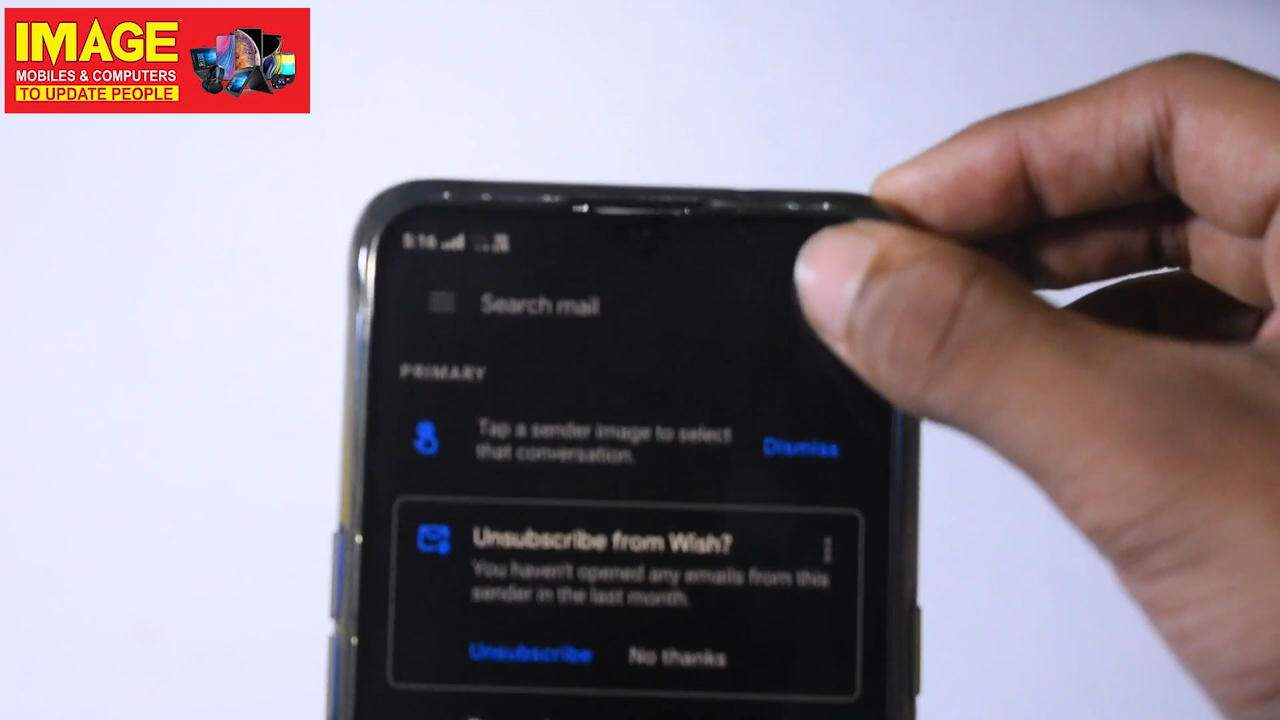 IMAGE
MOBILES & COMPUTERS
TO UPDATE PEOPLE
Search mail
PRIMARY
Tap a sender image to select
that conversation.
Dismiss
Unsubscribe from Wish?
You haven't opened any emails from this
sender in the last month.
Unsubscribe
No thanks